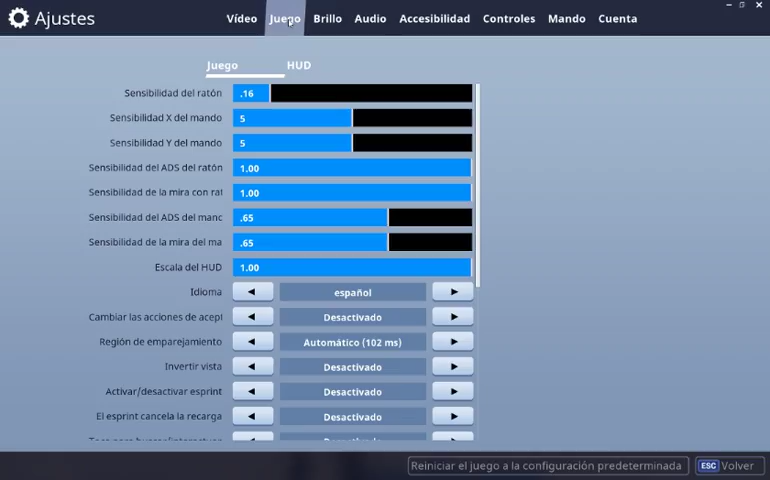 Ajustes
Vídeo Juego Brillo Audio Accesibilidad Controles Mando Cuenta
Juego HUD
Sensibilidad del ratón .16
Sensibilidad X del mando 5
Sensibilidad Y del mando 5
Sensibilidad del ADS del ratón 1.00
Sensibilidad de la mira con rat 1.00
Sensibilidad del ADS del manc .65
Sensibilidad de la mira del ma .65
Escala del HUD 1.00
Idioma español
Cambiar las acciones de acept Desactivado
Región de emparejamiento Automático (102 ms)
Invertir vista Desactivado
Activar/desactivar esprint Desactivado
El esprint cancela la recarga Desactivado
Reiniciar el juego a la configuración predeterminada ESC Volver